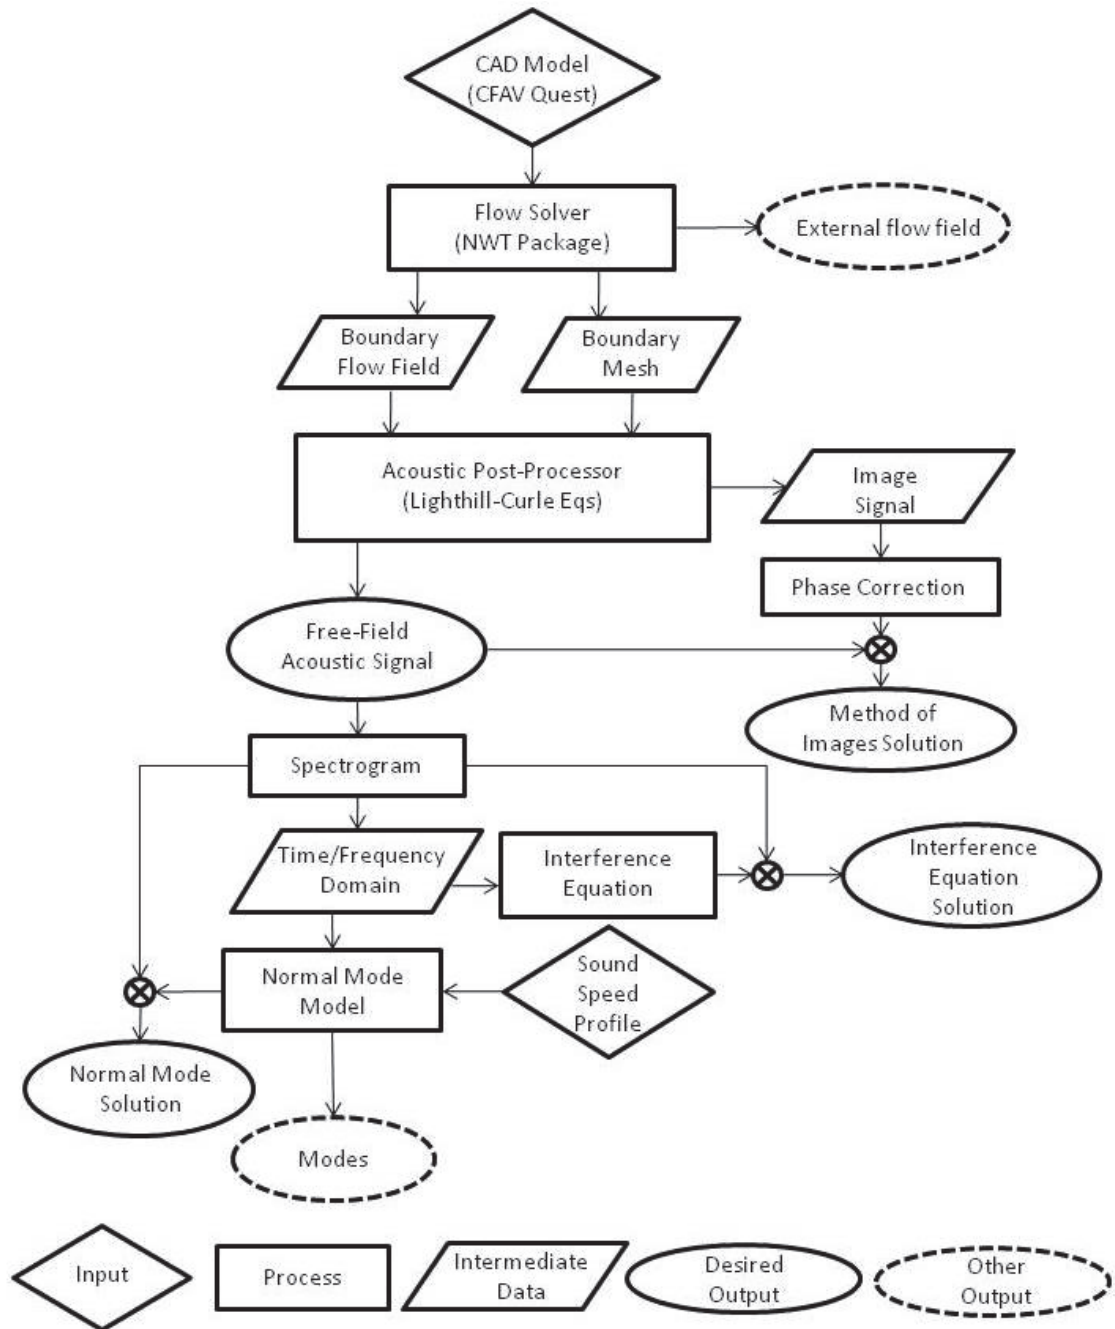 CAD Model
(CFAV Quest)
Flow Solver
(NWT Package)
External flow field
Boundary
Flow Field
Boundary
Mesh
Acoustic Post-Processor
(Lighthill-Curle Eqs)
Image
Signal
Phase Correction
Free-Field
Acoustic Signal
Method of
Images Solution
Spectrogram
Time/Frequency
Domain
Interference
Equation
Interference
Equation
Solution
Normal Mode
Model
Sound
Speed
Profile
Normal Mode
Solution
Modes
Input
Process
Intermediate
Data
Desired
Output
Other
Output